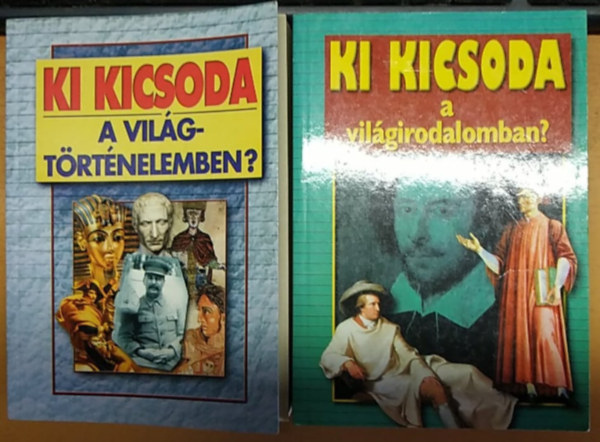 KI KICSODA
A VILÁG-
TÖRTÉNELEMBEN?
KI KICSODA
a
világirodalomban?